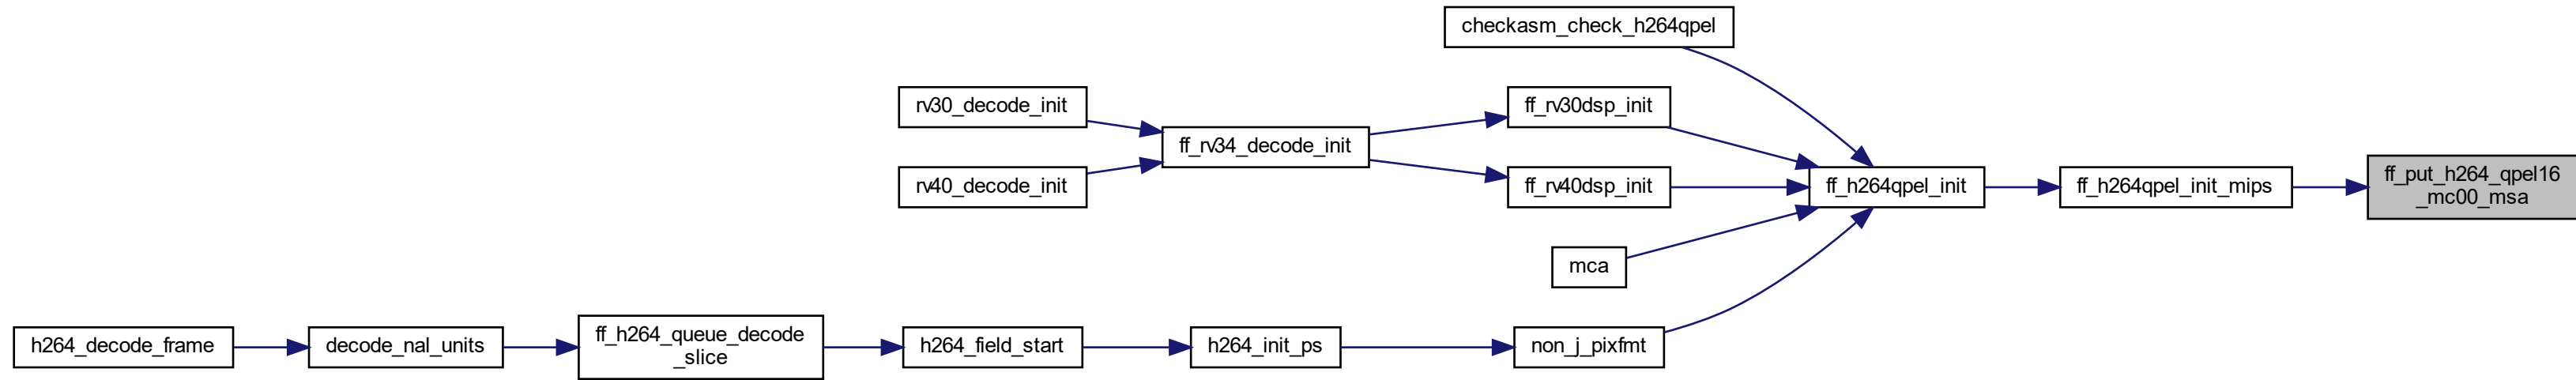 checkasm_check_h264qpel
rv30_decode_init
ff_rv30dsp_init
ff_rv34_decode_init
ff_put_h264_qpel16
_mc00_msa
rv40_decode_init
ff_rv40dsp_init
ff_h264qpel_init
ff_h264qpel_init_mips
mca
h264_decode_frame
decode_nal_units
ff_h264_queue_decode
_slice
h264_field_start
h264_init_ps
non_j_pixfmt